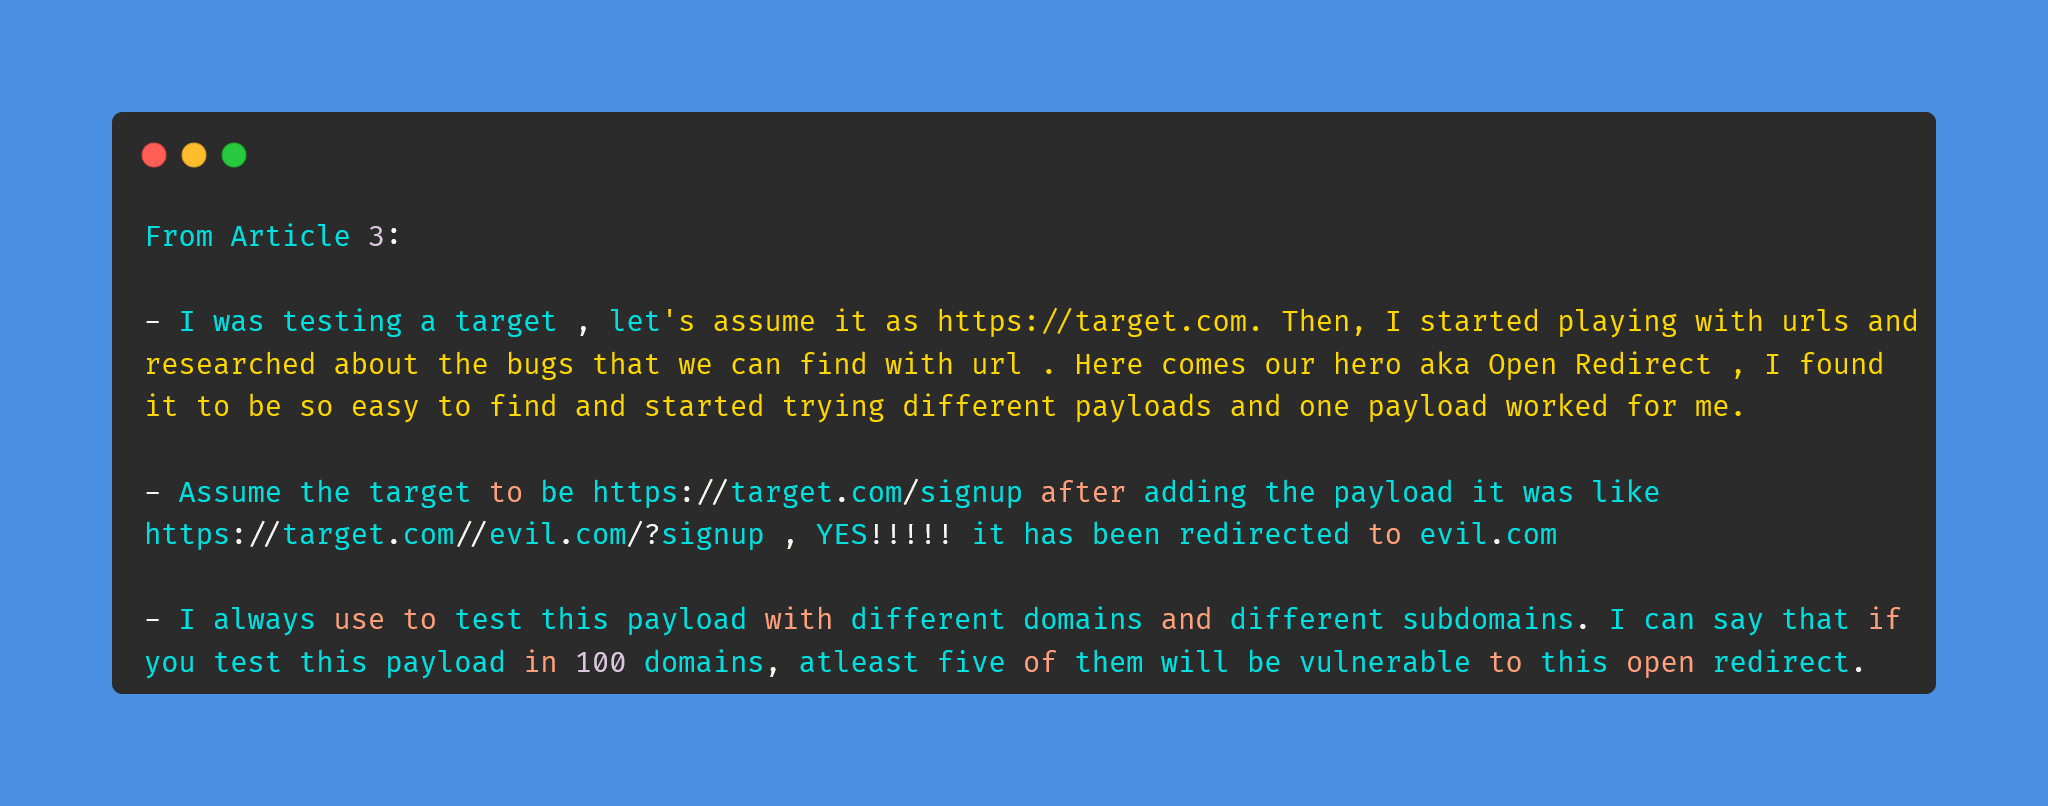 From Article 3:
- I was testing a target , let's assume it as https://target.com. Then, I started playing with urls and
researched about the bugs that we can find with url . Here comes our hero aka Open Redirect , I found
it to be so easy to find and started trying different payloads and one payload worked for me.
- Assume the target to be https://target.com/signup after adding the payload it was like
https://target.com//evil.com/?signup , YES!!!!! it has been redirected to evil.com
- I always use to test this payload with different domains and different subdomains. I can say that if
you test this payload in 100 domains, atleast five of them will be vulnerable to this open redirect.